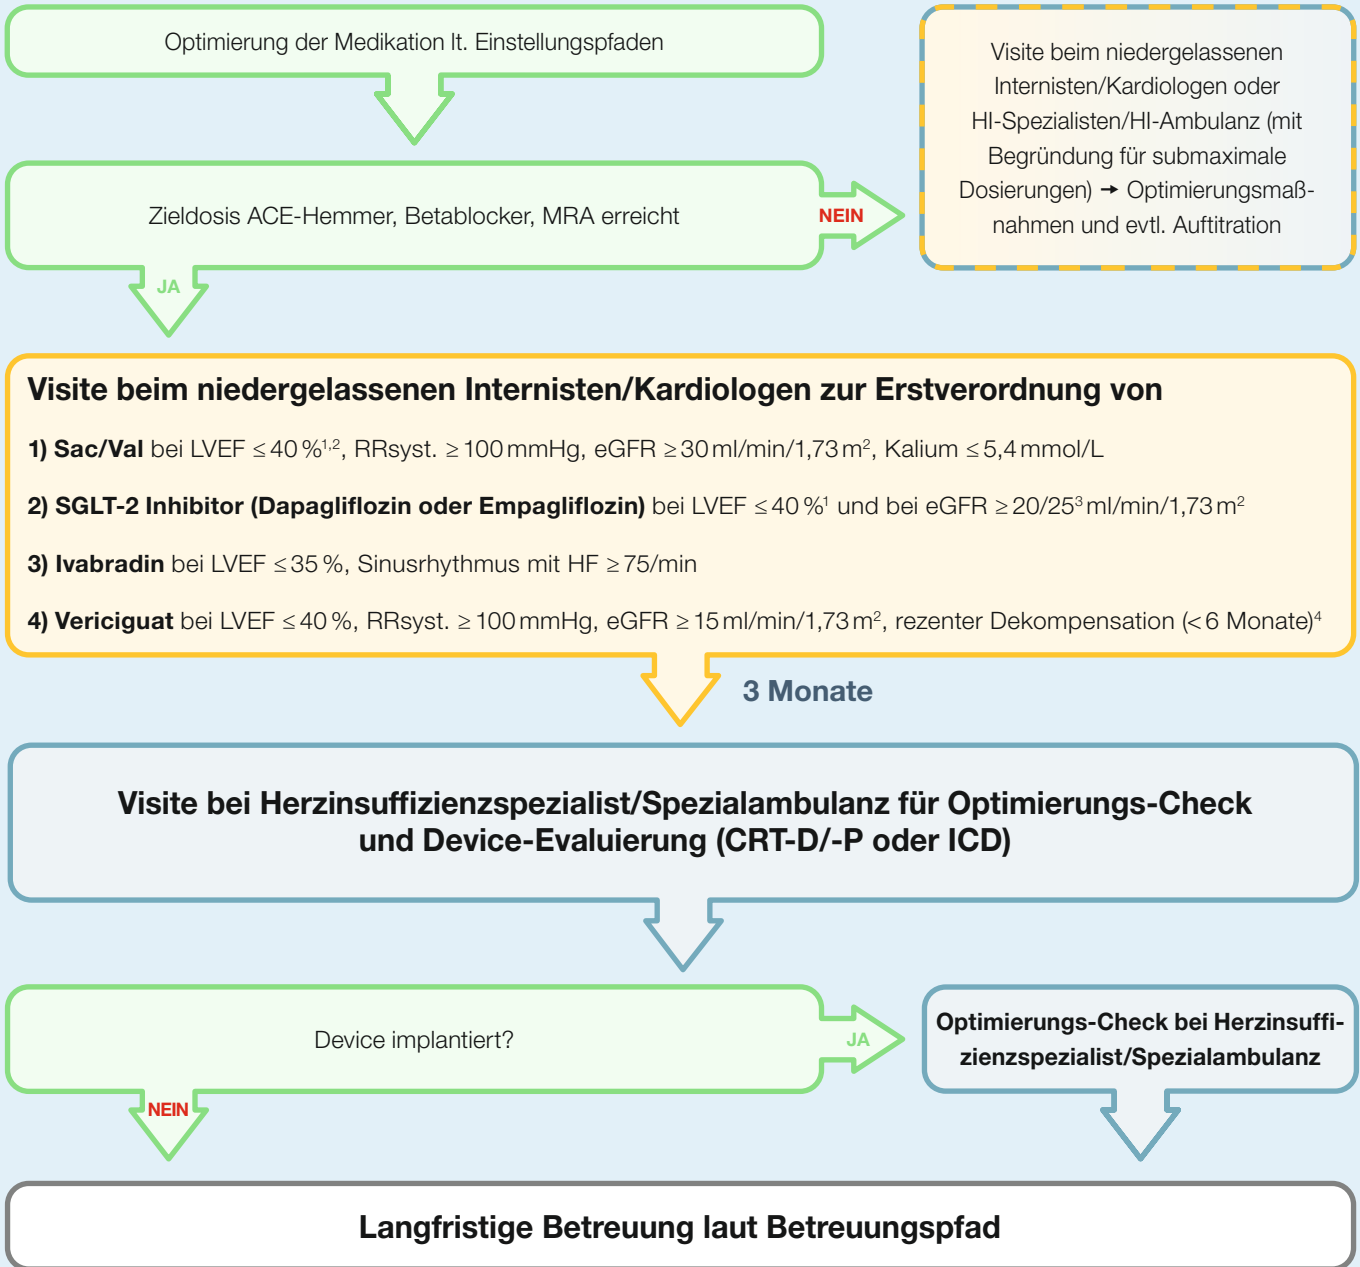 Optimierung der Medikation lt. Einstellungspfaden
Visite beim niedergelassenen
Internisten/Kardiologen oder
HI-Spezialisten/HI-Ambulanz (mit
Begründung für submaximale
Dosierungen) ➞ Optimierungsmaß-
nahmen und evtl. Auftitration
Zieldosis ACE-Hemmer, Betablocker, MRA erreicht
NEIN
JA
Visite beim niedergelassenen Internisten/Kardiologen zur Erstverordnung von
1) Sac/Val bei LVEF ≤ 40 %¹,², RRsyst. ≥ 100 mmHg, eGFR ≥ 30 ml/min/1,73 m², Kalium ≤ 5,4 mmol/L
2) SGLT-2 Inhibitor (Dapagliflozin oder Empagliflozin) bei LVEF ≤ 40 %¹ und bei eGFR ≥ 20/25³ ml/min/1,73 m²
3) Ivabradin bei LVEF ≤ 35 %, Sinusrhythmus mit HF ≥ 75/min
4) Vericiguat bei LVEF ≤ 40 %, RRsyst. ≥ 100 mmHg, eGFR ≥ 15 ml/min/1,73 m², rezenter Dekompensation (< 6 Monate)⁴
3 Monate
Visite bei Herzinsuffizienzspezialist/Spezialambulanz für Optimierungs-Check
und Device-Evaluierung (CRT-D/-P oder ICD)
Device implantiert?
JA
Optimierungs-Check bei Herzinsuffi-
zienzspezialist/Spezialambulanz
NEIN
Langfristige Betreuung laut Betreuungspfad